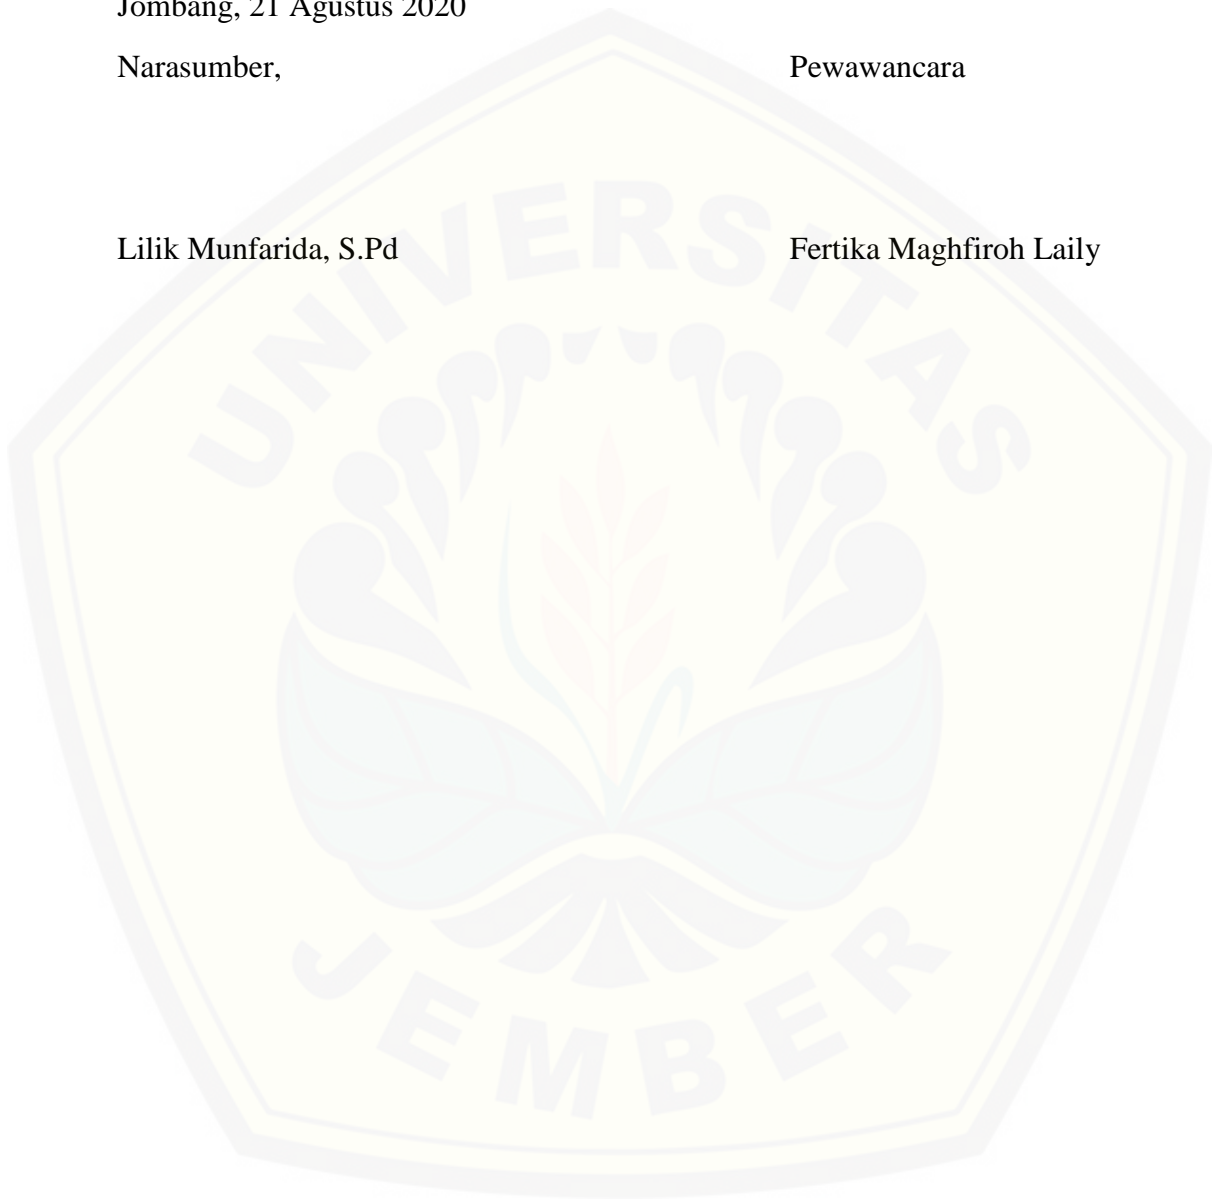 Jombang, 21 Agustus 2020
Narasumber, Pewawancara
Lilik Munfarida, S.Pd Fertika Maghfiroh Laily
UNIVERSITAS
JEMBER